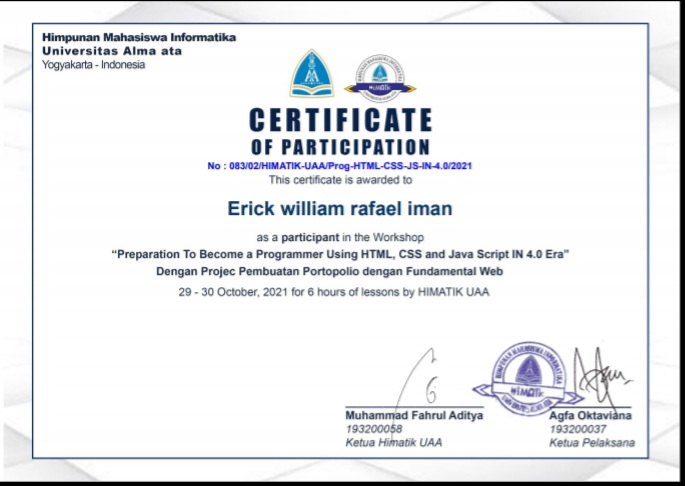 Himpunan Mahasiswa Informatika
Universitas Alma ata
Yogyakarta - Indonesia
HIMATIK
CERTIFICATE
OF PARTICIPATION
No : 083/02/HIMATIK-UAA/Prog-HTML-CSS-JS-IN-4.0/2021
This certificate is awarded to
Erick william rafael iman
as a participant in the Workshop
“Preparation To Become a Programmer Using HTML, CSS and Java Script IN 4.0 Era”
Dengan Projec Pembuatan Portopolio dengan Fundamental Web
29 - 30 October, 2021 for 6 hours of lessons by HIMATIK UAA
HIMPUNAN MAHASISWA INFORMATIKA
HIMATIK
Muhammad Fahrul Aditya
193200058
Ketua Himatik UAA
Agfa Oktaviana
193200037
Ketua Pelaksana